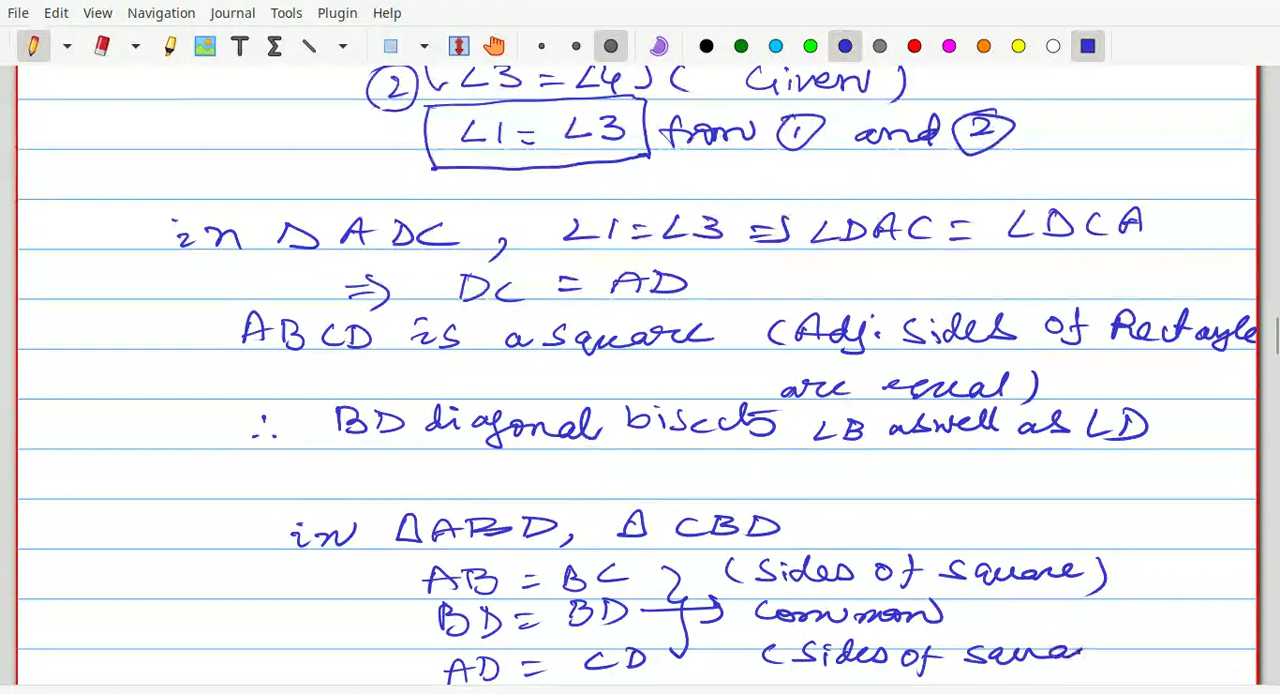 File Edit View Navigation Journal Tools Plugin Help
② ∠3 = ∠4 ( Given )
∠1 = ∠3 from ① and ②
in △ ADC , ∠1 = ∠3 ⇒ ∠DAC = ∠DCA
⇒ DC = AD
ABCD is a square (Adj. sides of Rectangle
are equal)
∴ BD diagonal bisects ∠B aswell as ∠D
in △ABD, △ CBD
AB = BC (sides of square)
BD = BD → common
AD = CD (sides of